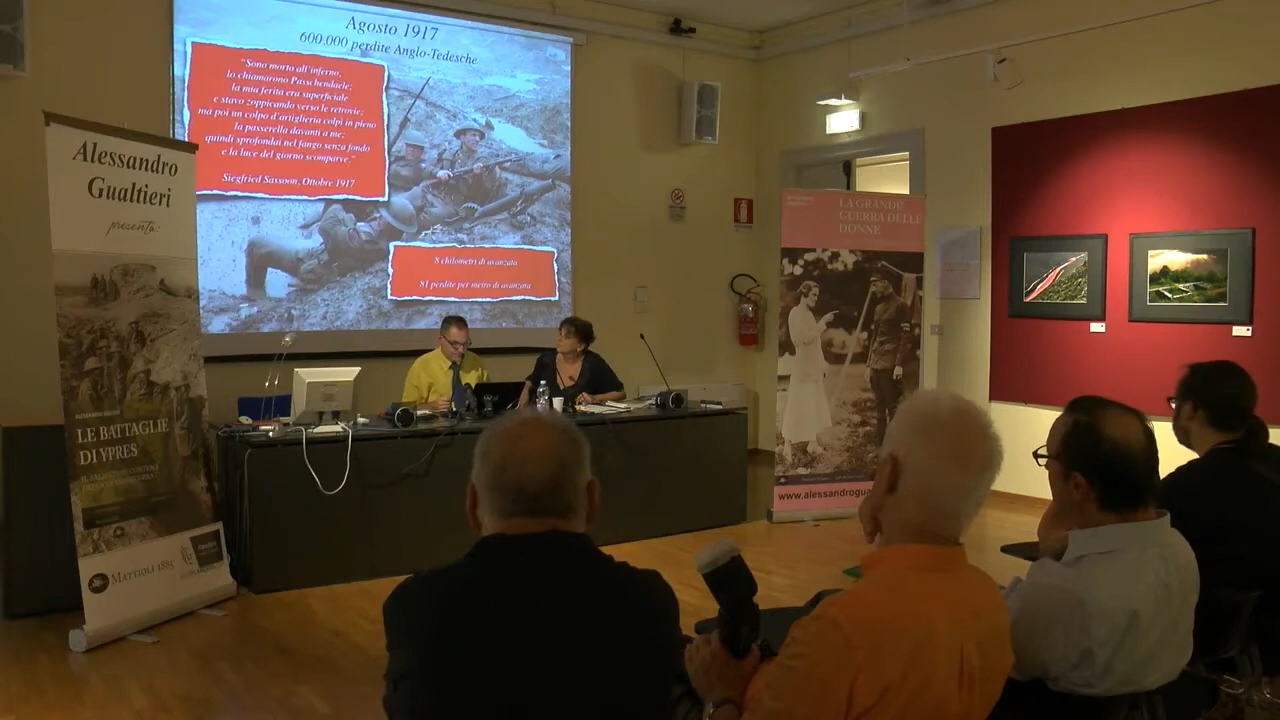 Agosto 1917
600.000 perdite Anglo-Tedesche
"Sono morto all'inferno,
lo chiamarono Passchendaele;
la mia ferita era superficiale
e stavo zoppicando verso le retrovie;
ma poi un colpo d'artiglieria colpì in pieno
la passerella davanti a me;
quindi sprofondai nel fango senza fondo
e la luce del giorno scomparve."
Siegfried Sassoon, Ottobre 1917
8 chilometri di avanzata
81 perdite per metro di avanzata
Alessandro
Gualtieri
presenta:
LE BATTAGLIE
DI YPRES
MATTIOLI 1885
LA GRANDE
GUERRA DELLE
DONNE
www.alessandrogua